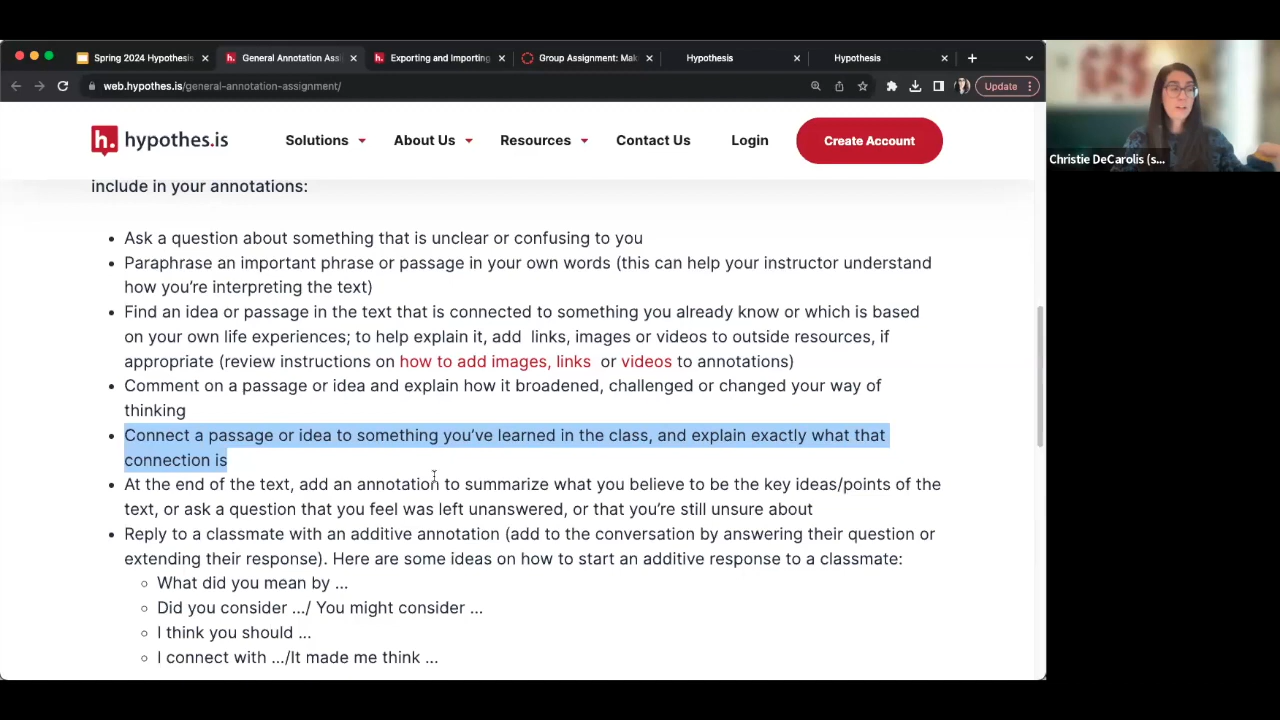 Spring 2024 Hypothesis
General Annotation Assi
Exporting and Importing
Group Assignment: Mak
Hypothesis
Hypothesis
web.hypothes.is/general-annotation-assignment/
Update
h. hypothes.is
Solutions
About Us
Resources
Contact Us
Login
Create Account
Christie DeCarolis (s...
include in your annotations:
• Ask a question about something that is unclear or confusing to you
• Paraphrase an important phrase or passage in your own words (this can help your instructor understand
how you’re interpreting the text)
• Find an idea or passage in the text that is connected to something you already know or which is based
on your own life experiences; to help explain it, add links, images or videos to outside resources, if
appropriate (review instructions on how to add images, links or videos to annotations)
• Comment on a passage or idea and explain how it broadened, challenged or changed your way of
thinking
• Connect a passage or idea to something you’ve learned in the class, and explain exactly what that
connection is
• At the end of the text, add an annotation to summarize what you believe to be the key ideas/points of the
text, or ask a question that you feel was left unanswered, or that you’re still unsure about
• Reply to a classmate with an additive annotation (add to the conversation by answering their question or
extending their response). Here are some ideas on how to start an additive response to a classmate:
◦ What did you mean by ...
◦ Did you consider .../ You might consider ...
◦ I think you should ...
◦ I connect with .../It made me think ...